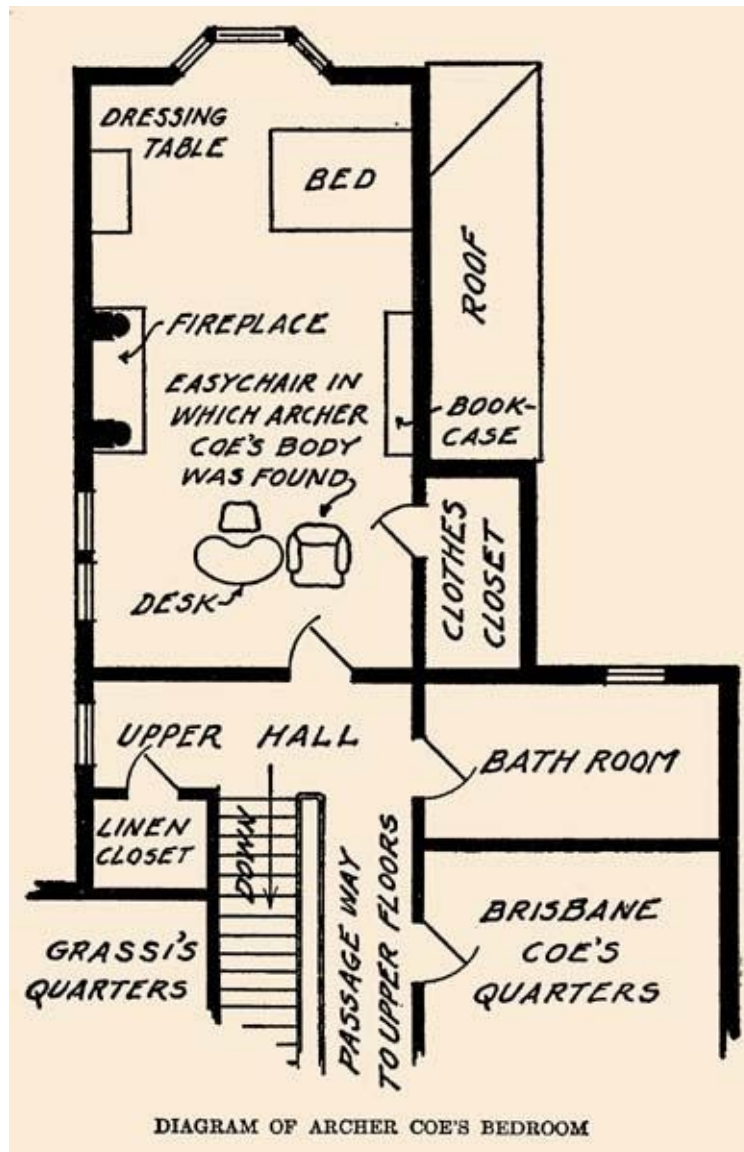 DRESSING
TABLE
BED
ROOF
FIREPLACE
EASYCHAIR IN
WHICH ARCHER
COE'S BODY
WAS FOUND
BOOK-
CASE
DESK
CLOTHES
CLOSET
UPPER HALL
BATH ROOM
LINEN
CLOSET
DOWN
PASSAGE WAY
TO UPPER FLOORS
GRASSI'S
QUARTERS
BRISBANE
COE'S
QUARTERS
DIAGRAM OF ARCHER COE'S BEDROOM